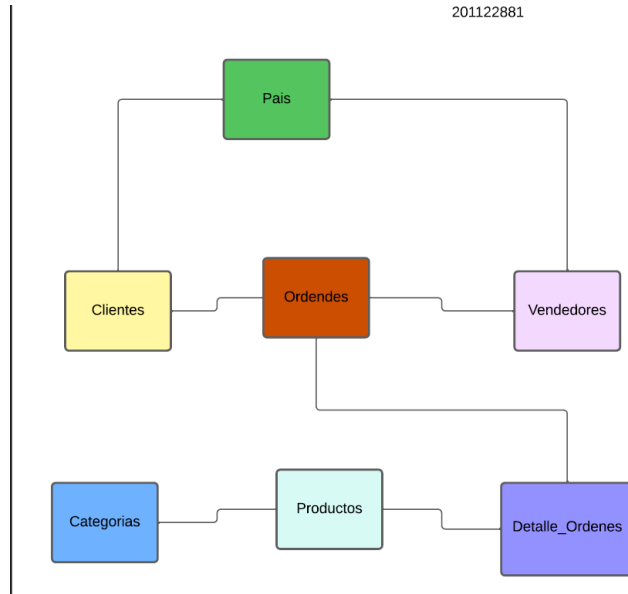 201122881
Pais
Clientes
Ordendes
Vendedores
Categorias
Productos
Detalle_Ordenes